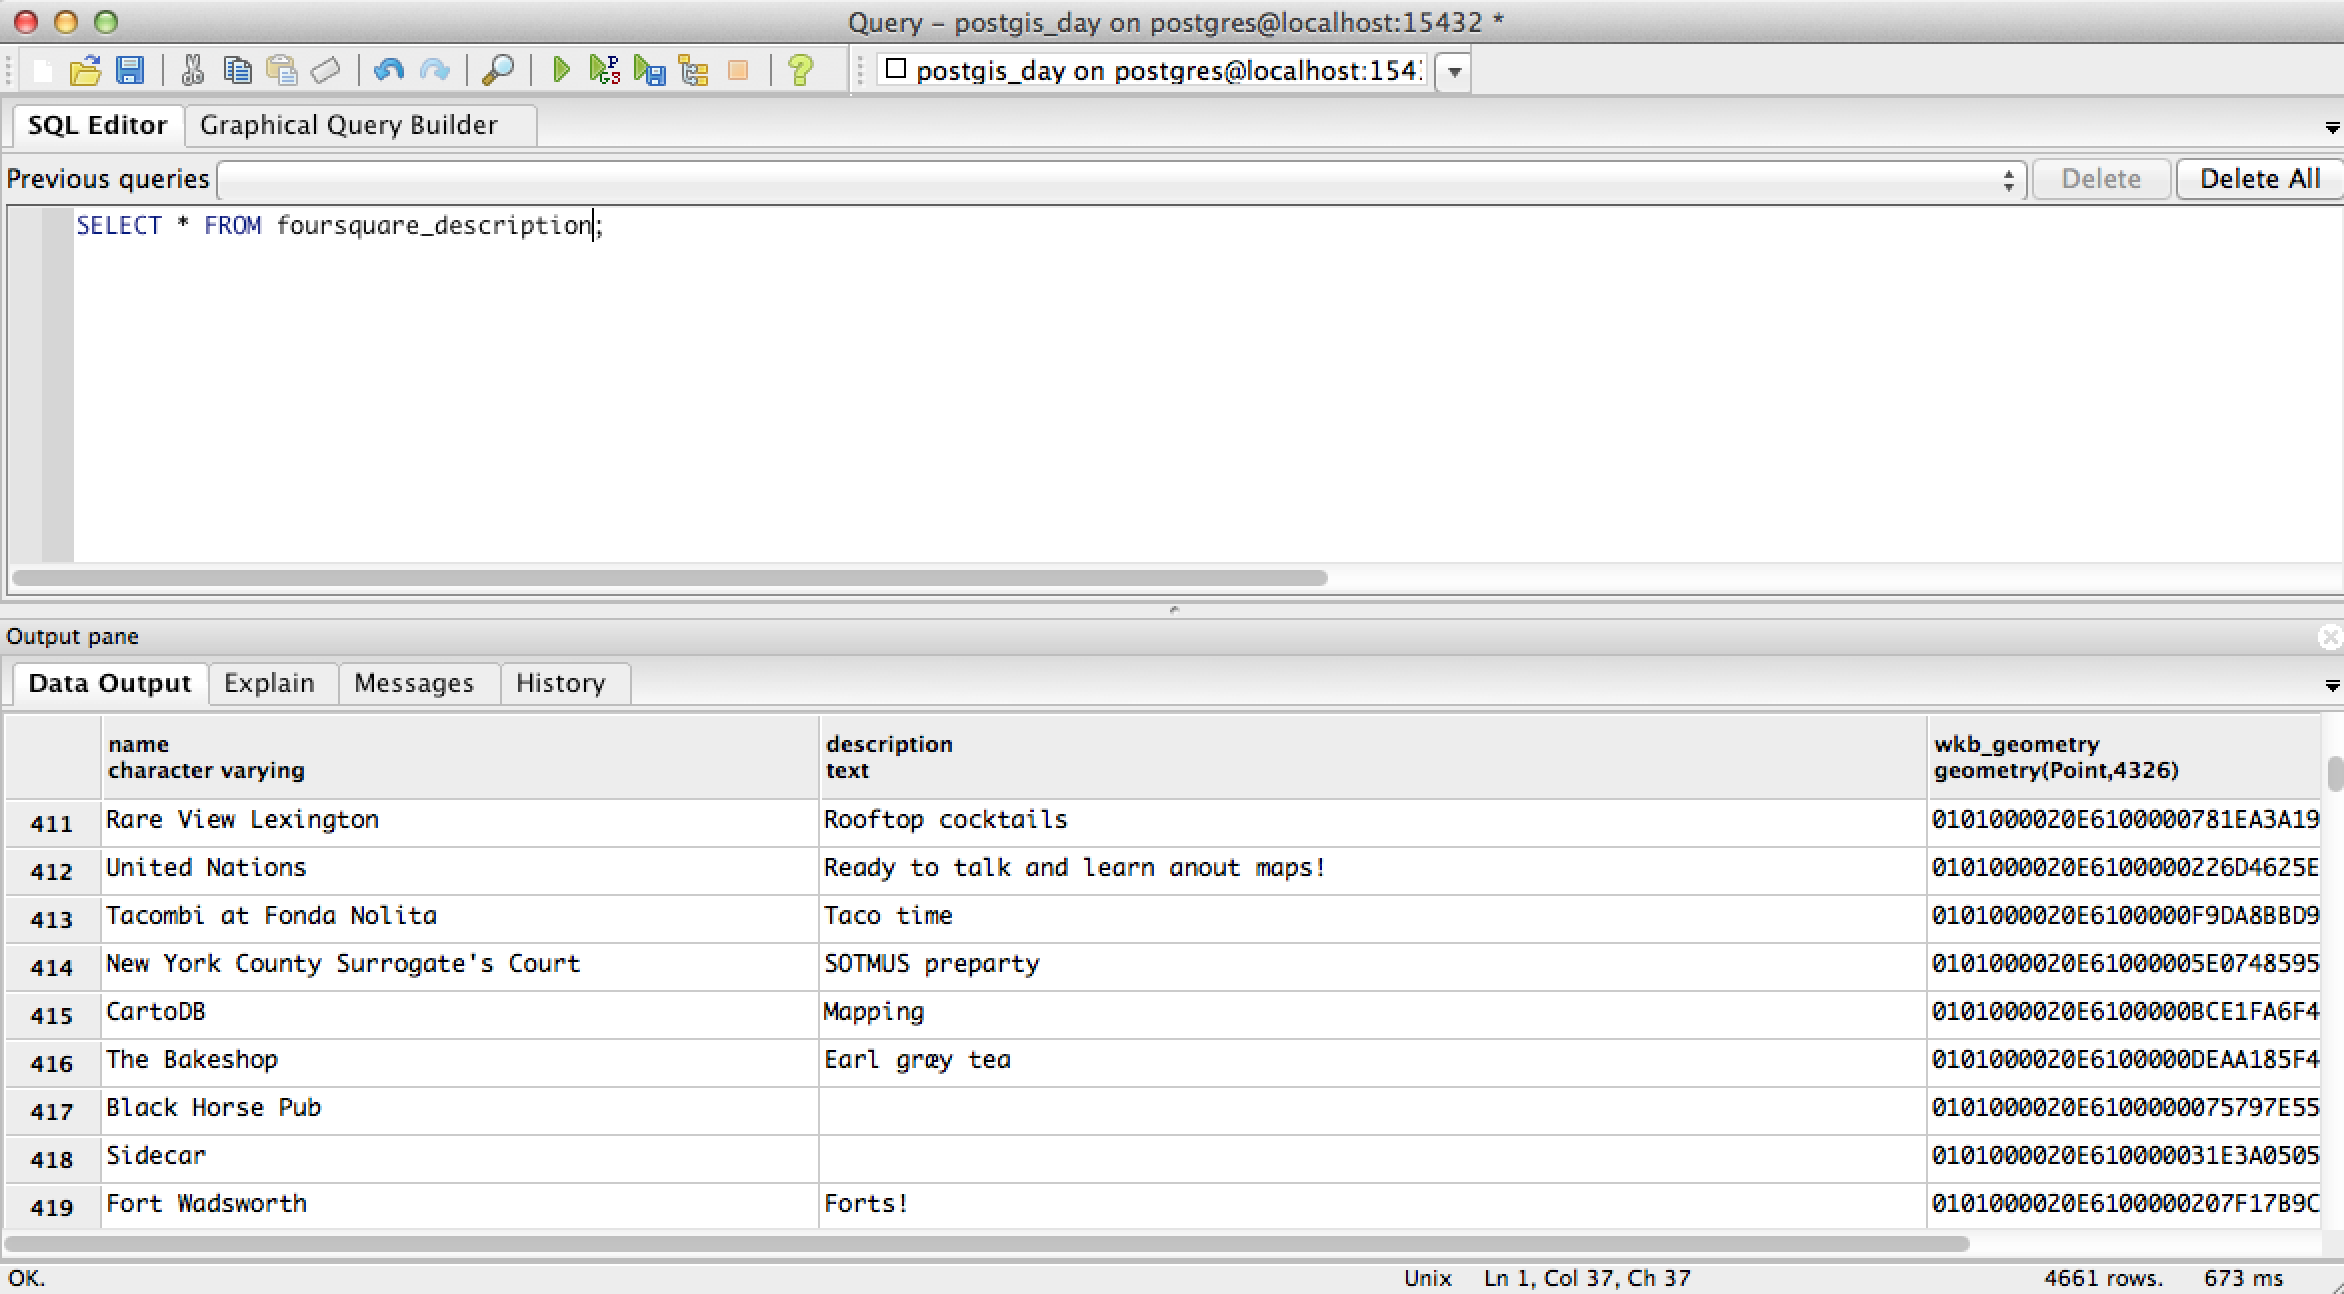 Query – postgis_day on postgres@localhost:15432 *
postgis_day on postgres@localhost:1543
SQL Editor Graphical Query Builder
Previous queries Delete Delete All
SELECT * FROM foursquare_description;
Output pane
Data Output Explain Messages History
name description wkb_geometry
character varying text geometry(Point,4326)
411 Rare View Lexington Rooftop cocktails 0101000020E6100000781EA3A19
412 United Nations Ready to talk and learn anout maps! 0101000020E6100000226D4625E
413 Tacombi at Fonda Nolita Taco time 0101000020E6100000F9DA8BBD9
414 New York County Surrogate's Court SOTMUS preparty 0101000020E61000005E0748595
415 CartoDB Mapping 0101000020E6100000BCE1FA6F4
416 The Bakeshop Earl grey tea 0101000020E6100000DEAA185F4
417 Black Horse Pub 0101000020E6100000075797E55
418 Sidecar 0101000020E610000031E3A0505
419 Fort Wadsworth Forts! 0101000020E6100000207F17B9C
OK. Unix Ln 1, Col 37, Ch 37 4661 rows. 673 ms